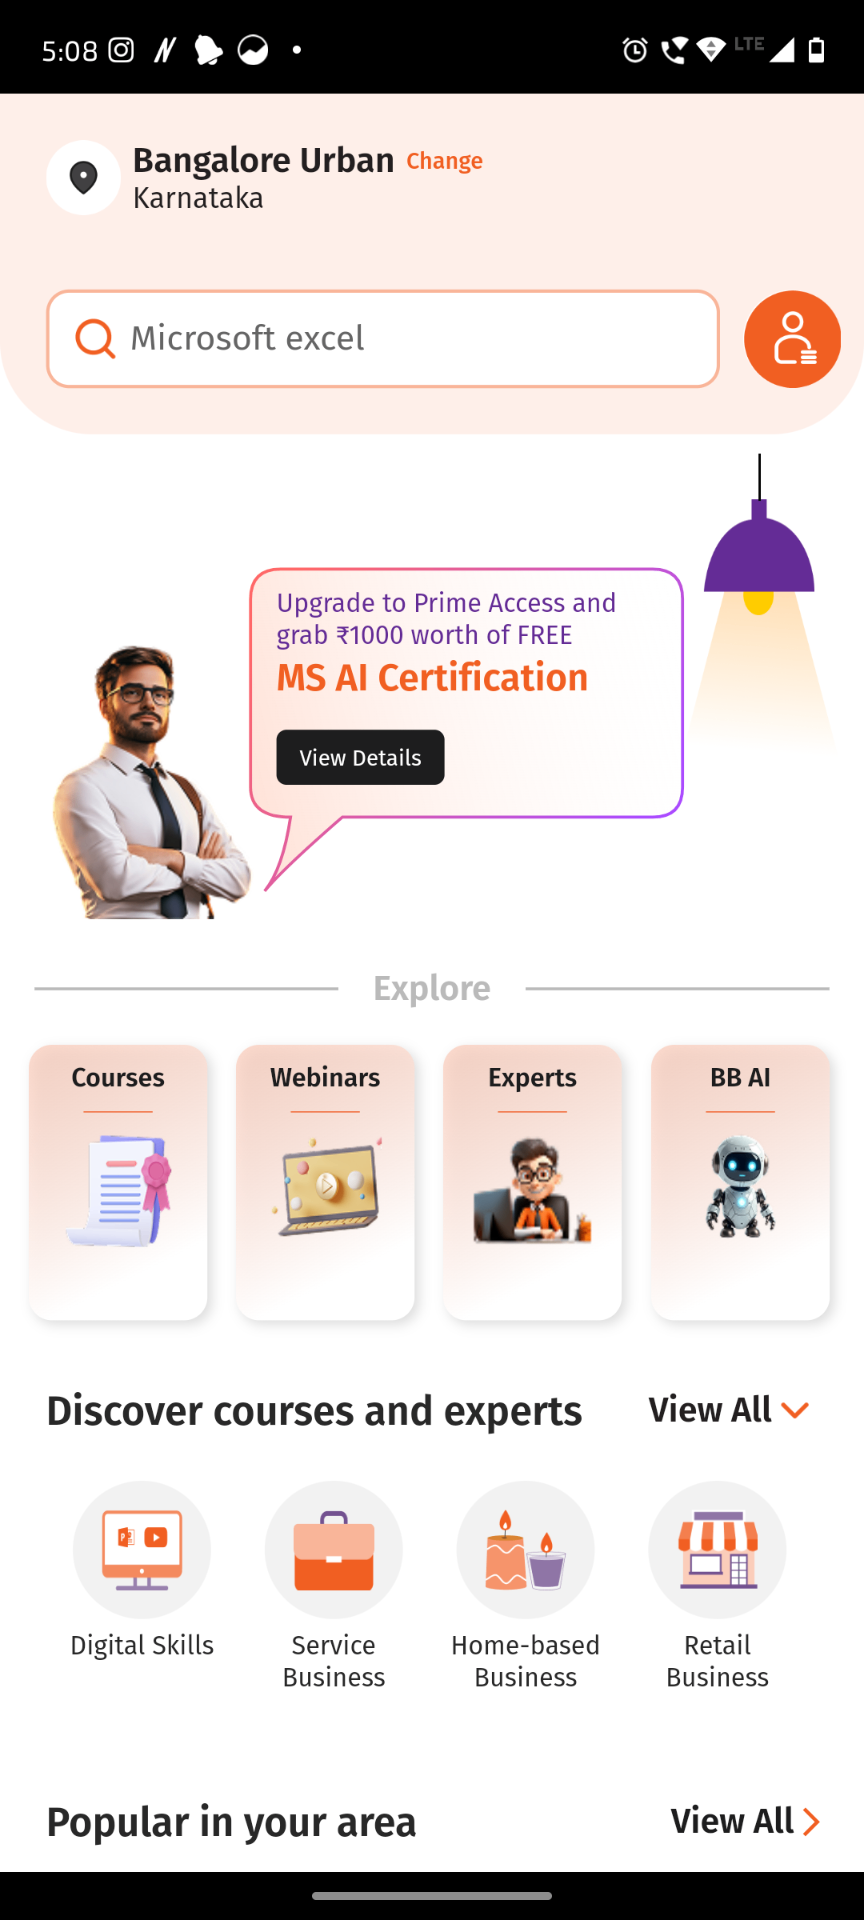 5:08
LTE
Bangalore Urban Change
Karnataka
Microsoft excel
Upgrade to Prime Access and
grab ₹1000 worth of FREE
MS AI Certification
View Details
Explore
Courses
Webinars
Experts
BB AI
Discover courses and experts
View All
Digital Skills
Service
Business
Home-based
Business
Retail
Business
Popular in your area
View All